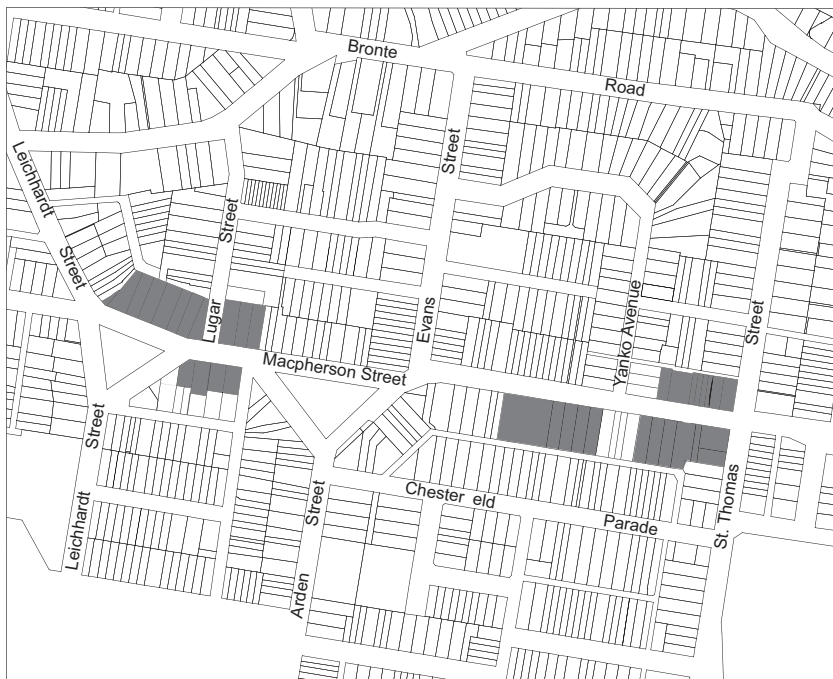 Bronte
Road
Street
Leichhardt
Street
Street
Street
Lugar
Evans
Yanko Avenue
Macpherson Street
Street
Leichhardt
Street
Arden
Chester eld
Parade
St. Thomas